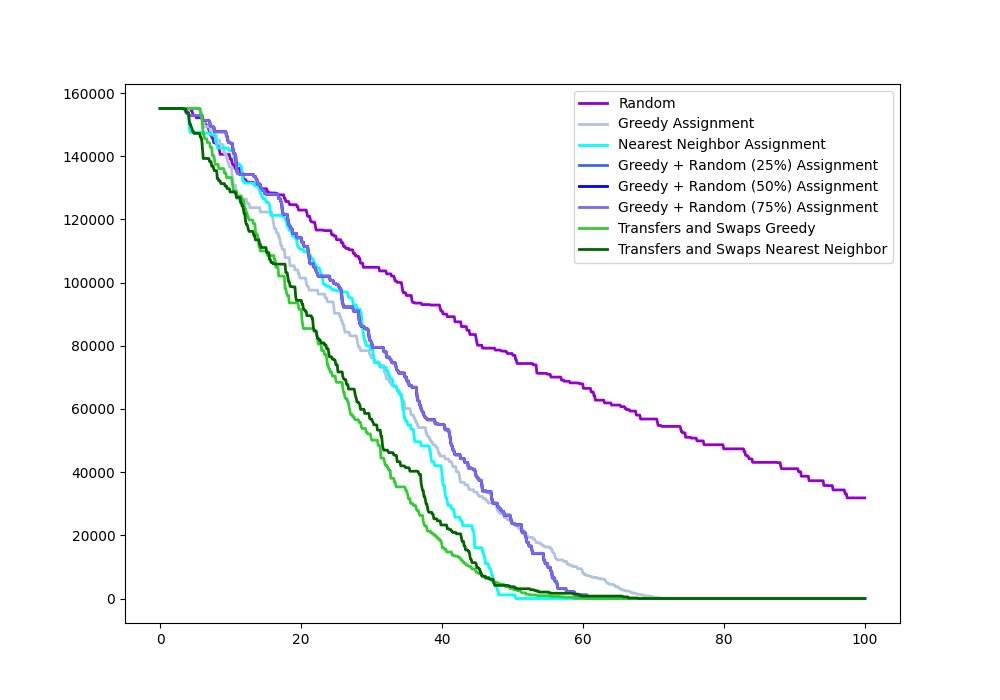 160000
140000
120000
100000
80000
60000
40000
20000
0
0 20 40 60 80 100
Random
Greedy Assignment
Nearest Neighbor Assignment
Greedy + Random (25%) Assignment
Greedy + Random (50%) Assignment
Greedy + Random (75%) Assignment
Transfers and Swaps Greedy
Transfers and Swaps Nearest Neighbor